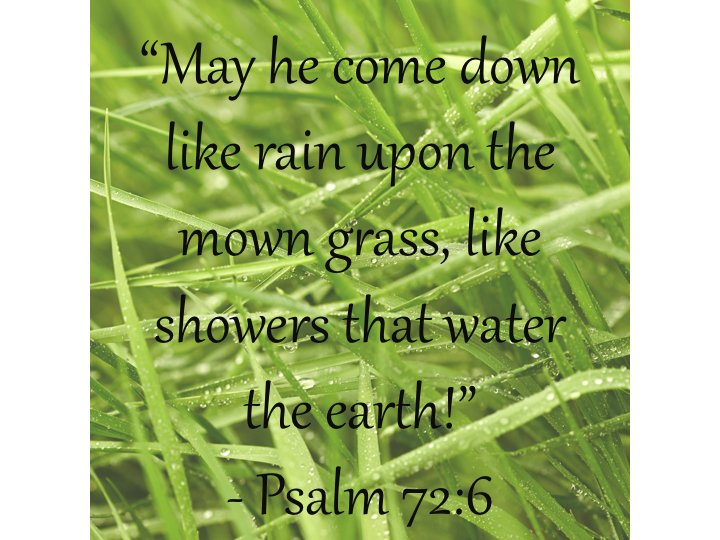 “May he come down
like rain upon the
mown grass, like
showers that water
the earth!”
- Psalm 72:6